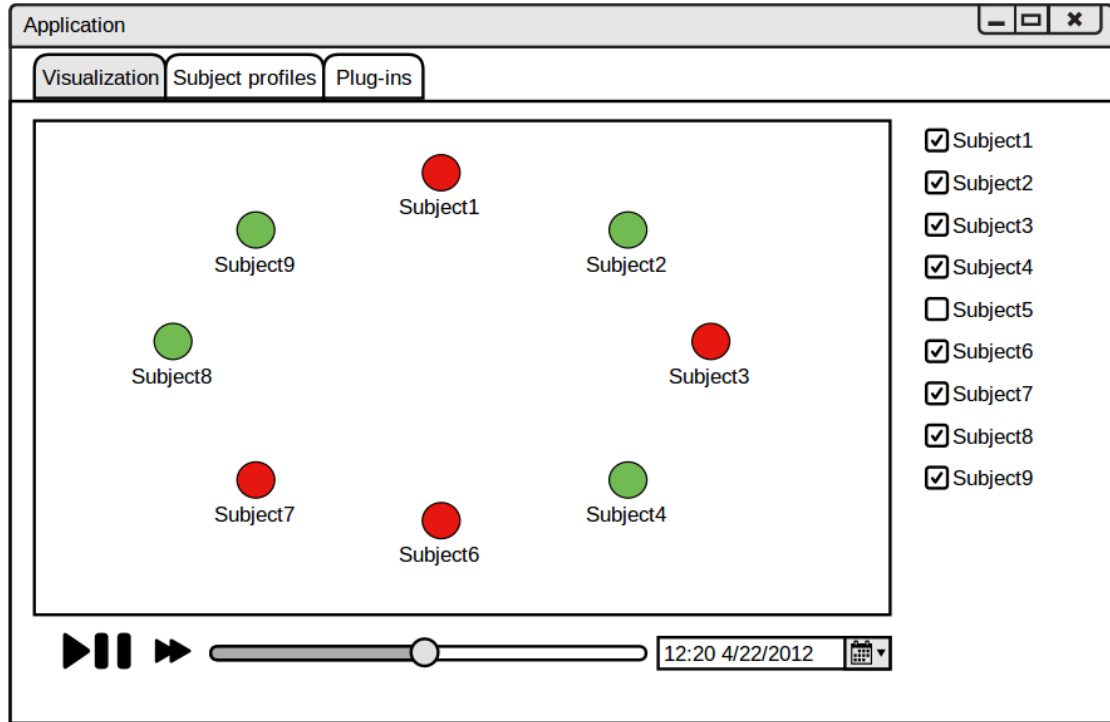 Application
Visualization
Subject profiles
Plug-ins
Subject1
Subject9
Subject2
Subject8
Subject3
Subject7
Subject4
Subject6
Subject1
Subject2
Subject3
Subject4
Subject5
Subject6
Subject7
Subject8
Subject9
12:20 4/22/2012